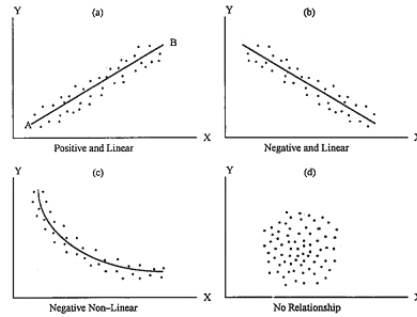 (a)
Y
B
A
X
Positive and Linear
(b)
Y
X
Negative and Linear
(c)
Y
X
Negative Non-Linear
(d)
Y
X
No Relationship